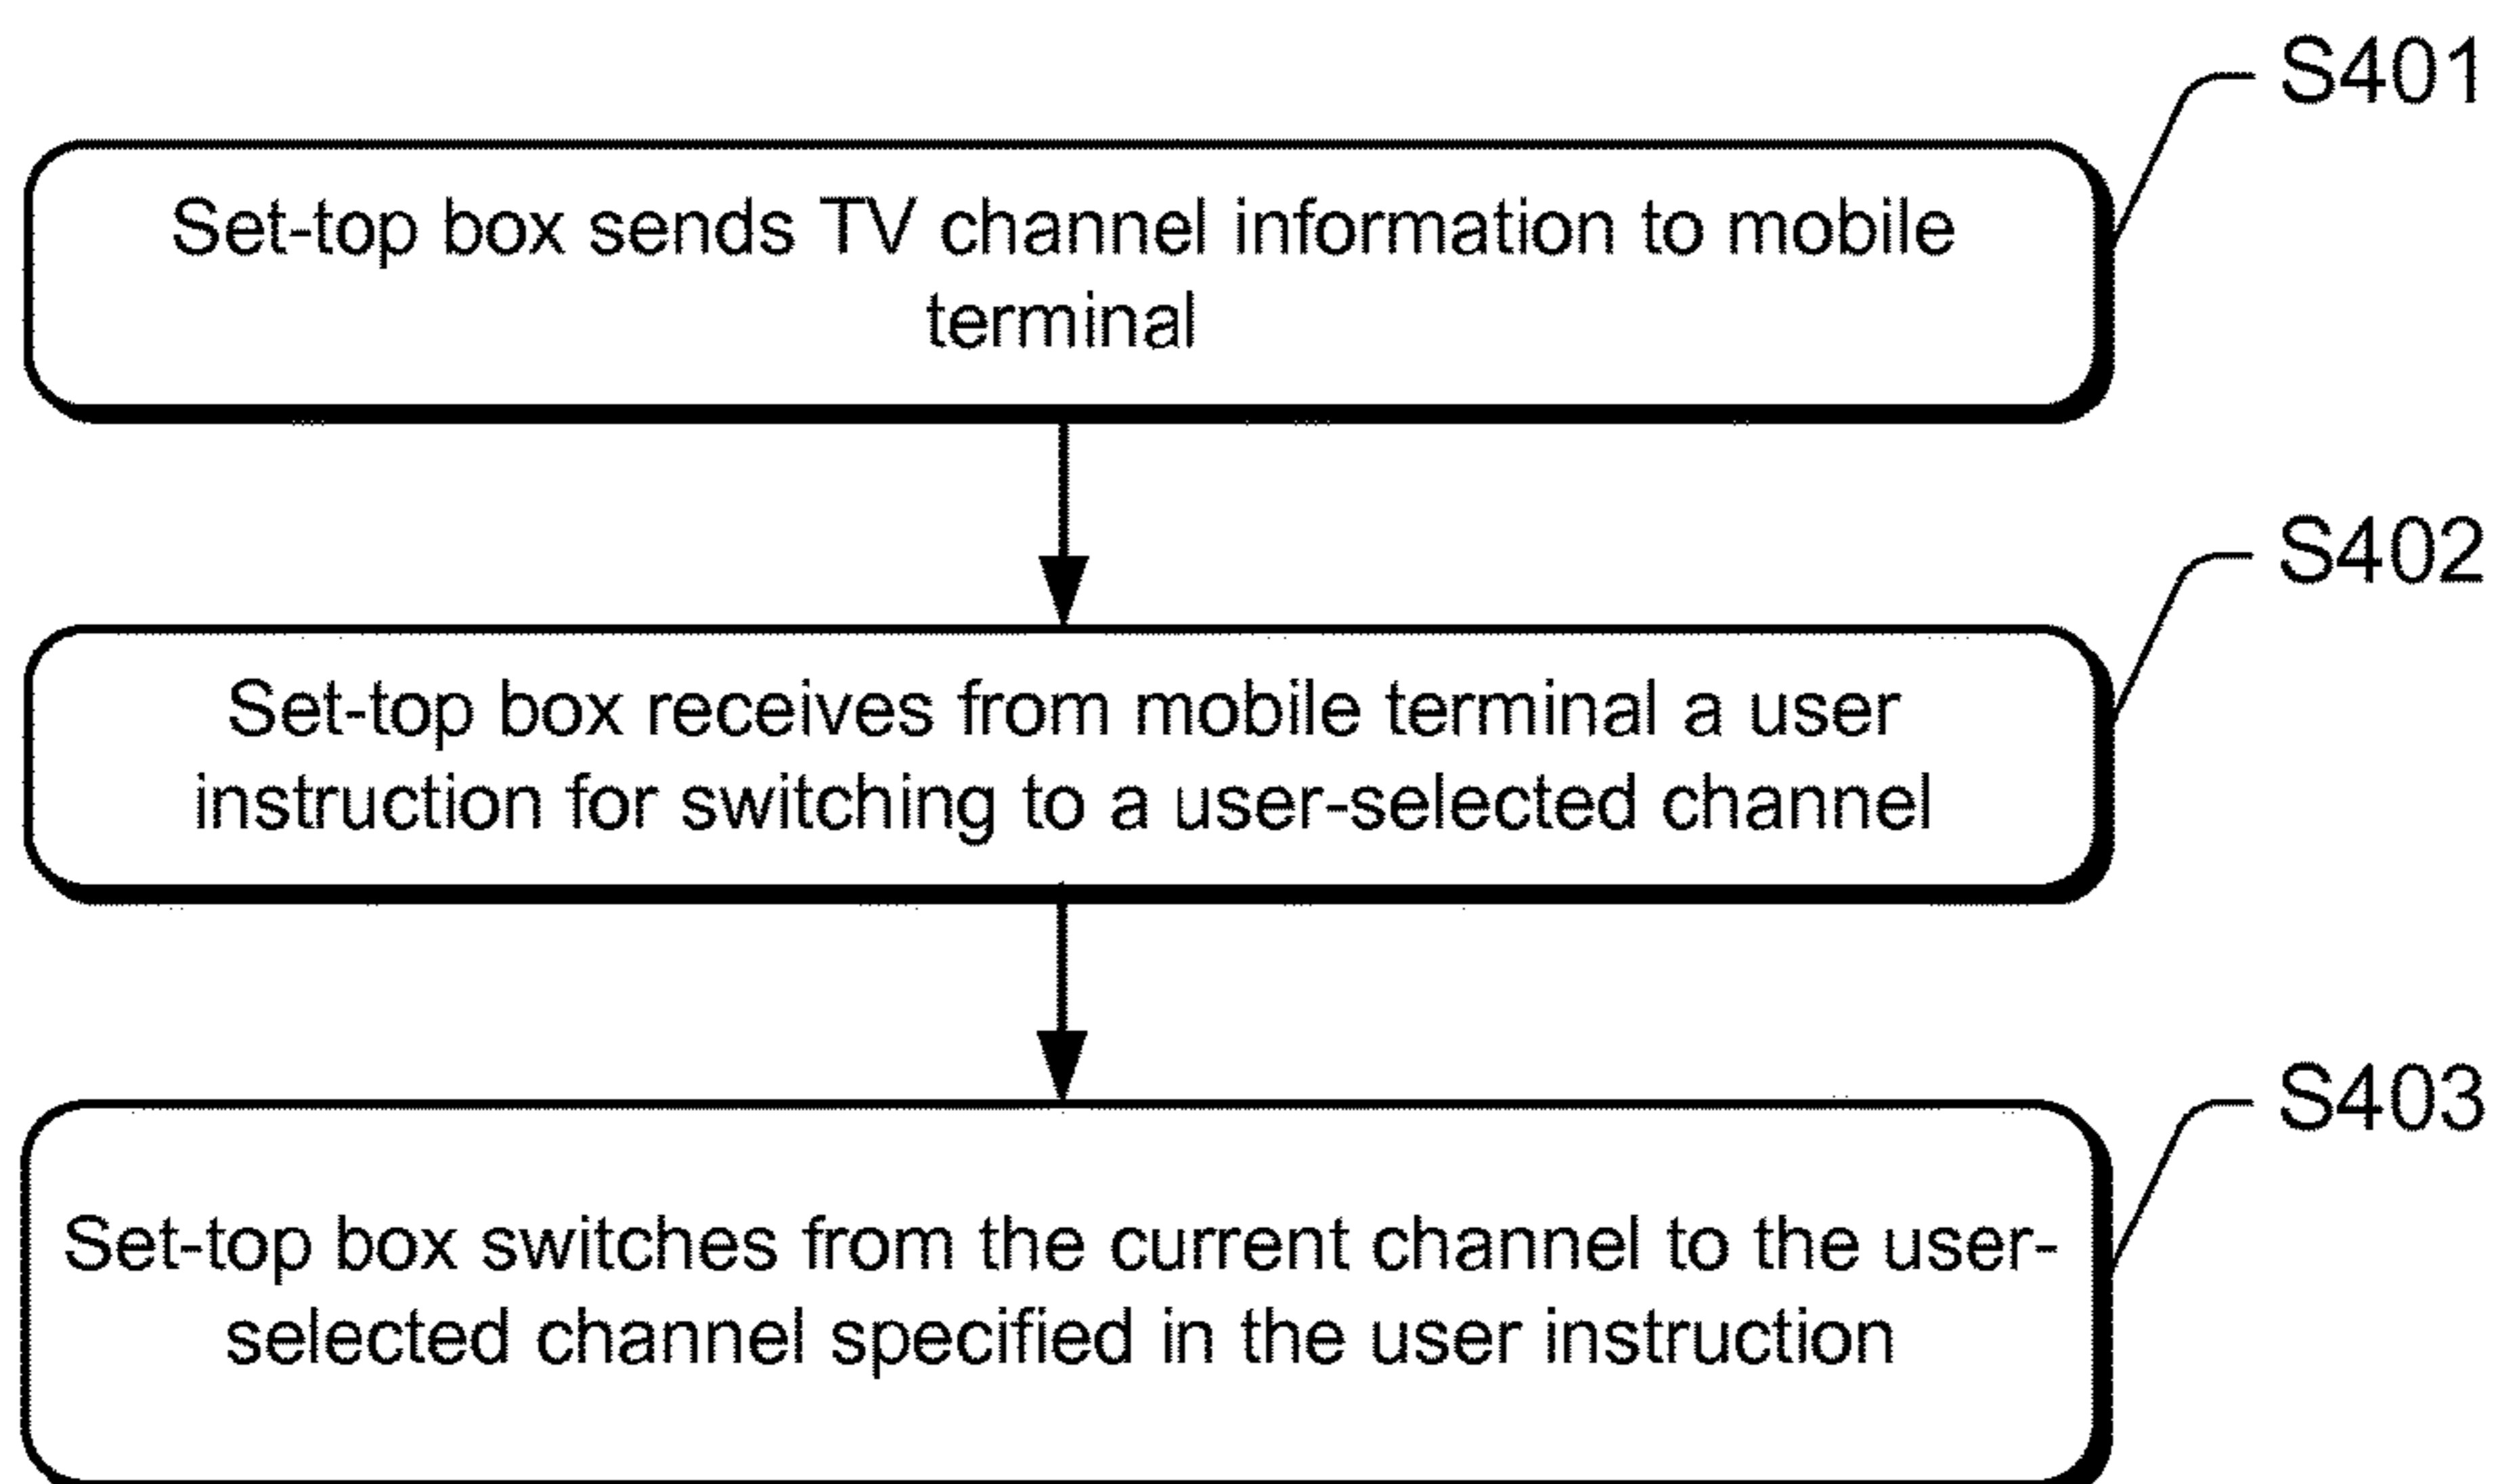 S401
Set-top box sends TV channel information to mobile
terminal
S402
Set-top box receives from mobile terminal a user
instruction for switching to a user-selected channel
S403
Set-top box switches from the current channel to the user-
selected channel specified in the user instruction